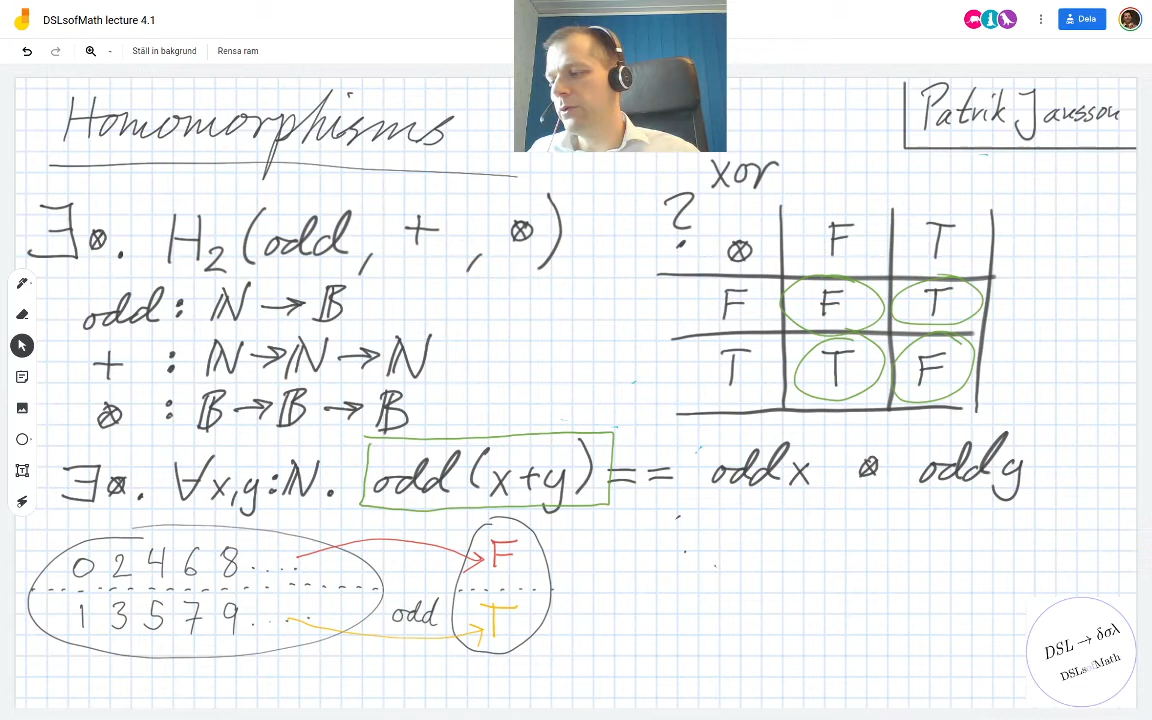 DSLsofMath lecture 4.1
Dela
Ställ in bakgrund Rensa ram
Homomorphisms
Patrik Jansson
xor
∃⊗. H₂(odd, +, ⊗)
odd : ℕ → 𝔹
+ : ℕ → ℕ → ℕ
⊗ : 𝔹 → 𝔹 → 𝔹
? ⊗ F T
F F T
T T F
∃⊗. ∀x,y:ℕ. odd(x+y) == odd x ⊗ odd y
0 2 4 6 8 .... F
1 3 5 7 9 .... odd T
DSL → δσλ
DSLsofMath